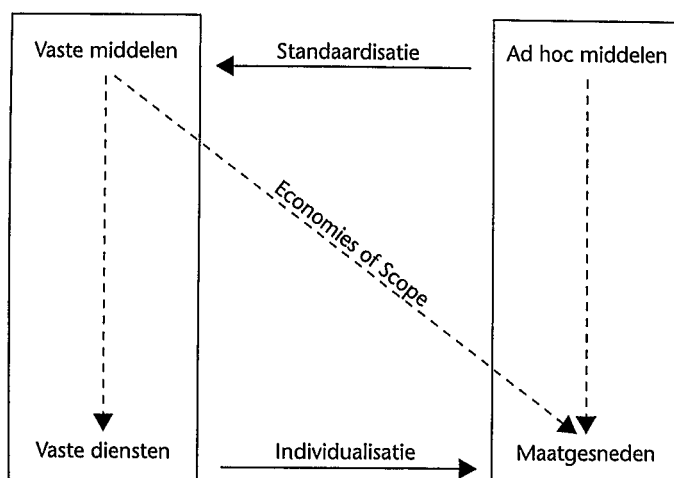 Vaste middelen
Standaardisatie
Ad hoc middelen
Economies of Scope
Vaste diensten
Individualisatie
Maatgesneden